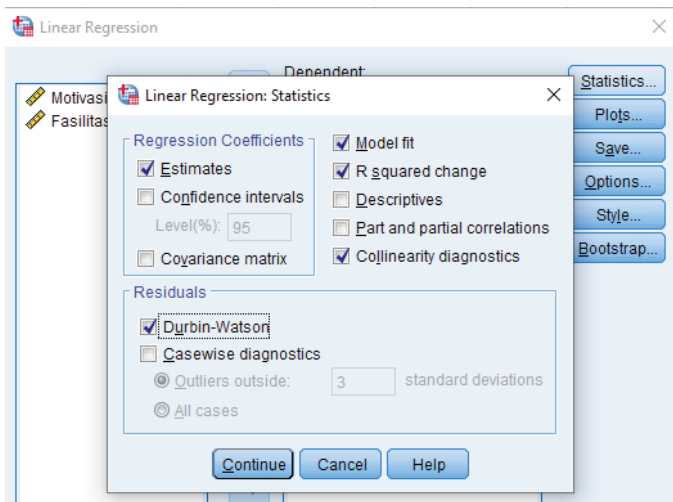 Linear Regression
Dependent:
Motivasi
Fasilitas
Statistics...
Plots...
Save...
Options...
Style...
Bootstrap...
Linear Regression: Statistics
Regression Coefficients
Estimates
Confidence intervals
Level(%): 95
Covariance matrix
Model fit
R squared change
Descriptives
Part and partial correlations
Collinearity diagnostics
Residuals
Durbin-Watson
Casewise diagnostics
Outliers outside: 3 standard deviations
All cases
Continue Cancel Help